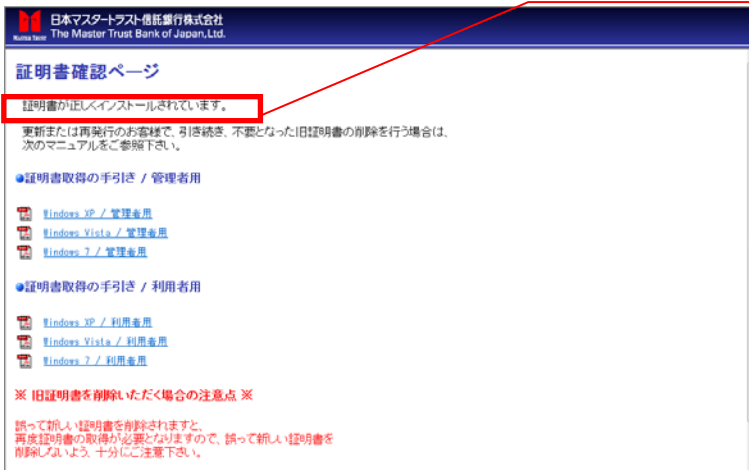 日本マスタートラスト信託銀行株式会社
Master Trust The Master Trust Bank of Japan,Ltd.
証明書確認ページ
証明書が正しくインストールされています。
更新または再発行のお客様で、引き続き、不要となった旧証明書の削除を行う場合は、
次のマニュアルをご参照下さい。
証明書取得の手引き / 管理者用
Windows XP / 管理者用
Windows Vista / 管理者用
Windows 7 / 管理者用
証明書取得の手引き / 利用者用
Windows XP / 利用者用
Windows Vista / 利用者用
Windows 7 / 利用者用
※ 旧証明書を削除いただく場合の注意点 ※
誤って新しい証明書を削除されますと、
再度証明書の取得が必要となりますので、誤って新しい証明書を
削除しないよう、十分にご注意下さい。